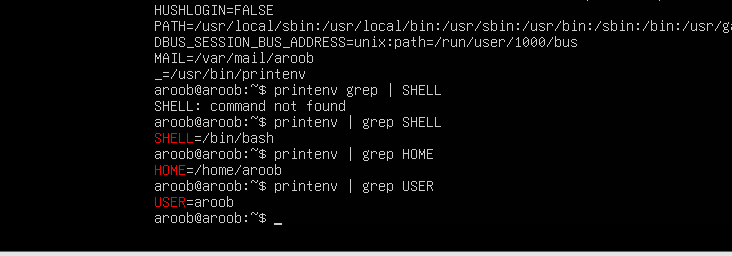 HUSHLOGIN=FALSE
PATH=/usr/local/sbin:/usr/local/bin:/usr/sbin:/usr/bin:/sbin:/bin:/usr/ga
DBUS_SESSION_BUS_ADDRESS=unix:path=/run/user/1000/bus
MAIL=/var/mail/aroob
_=/usr/bin/printenv
aroob@aroob:~$ printenv grep | SHELL
SHELL: command not found
aroob@aroob:~$ printenv | grep SHELL
SHELL=/bin/bash
aroob@aroob:~$ printenv | grep HOME
HOME=/home/aroob
aroob@aroob:~$ printenv | grep USER
USER=aroob
aroob@aroob:~$ _